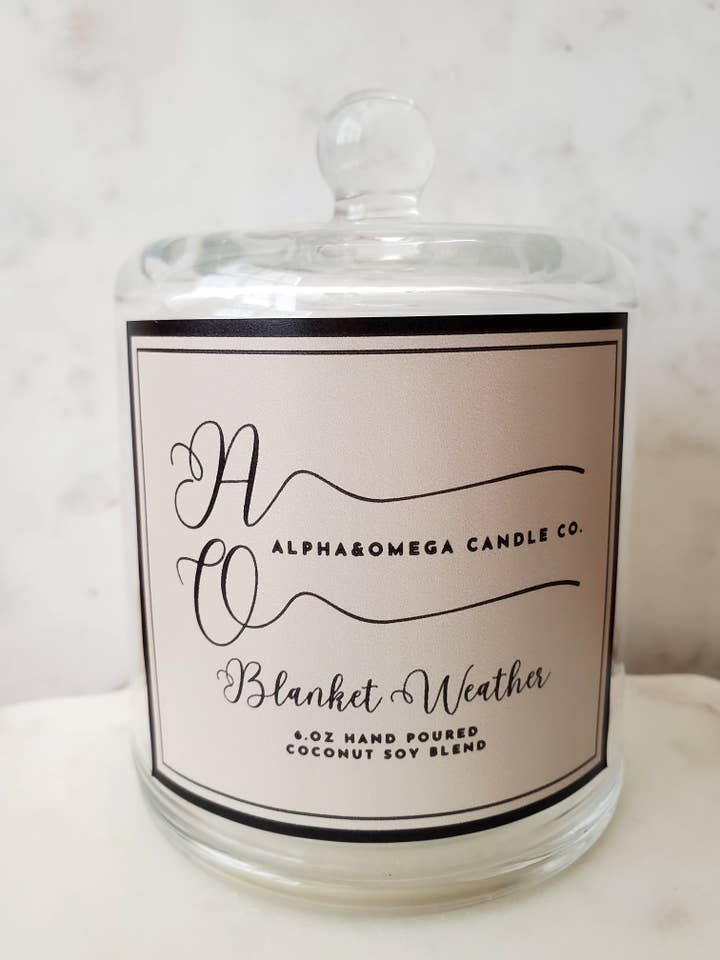 A
ALPHA&OMEGA CANDLE CO.
O
Blanket Weather
6.OZ HAND POURED
COCONUT SOY BLEND